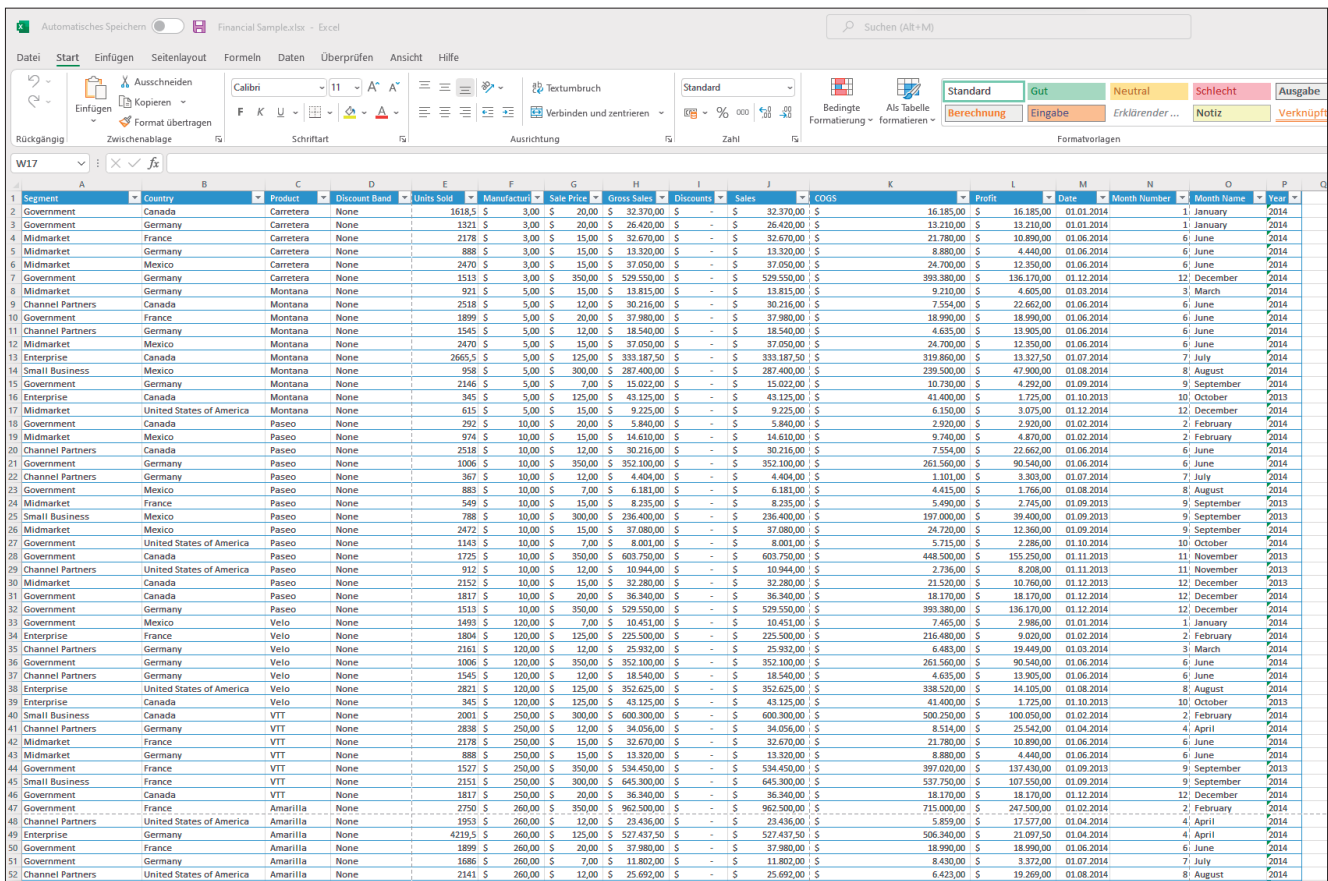 Automatisches Speichern Financial Sample.xlsx - Excel Suchen (Alt+M)
Datei Start Einfügen Seitenlayout Formeln Daten Überprüfen Ansicht Hilfe
Ausschneiden
Kopieren
Format übertragen
Einfügen
Calibri 11
F K U
Textumbruch
Verbinden und zentrieren
Standard
% 000
Bedingte Formatierung
Als Tabelle formatieren
Standard Gut Neutral Schlecht Ausgabe
Berechnung Eingabe Erklärender ... Notiz Verknüpft
Rückgängig Zwischenablage Schriftart Ausrichtung Zahl Formatvorlagen
W17 fx
A B C D E F G H I J K L M N O P Q
1 Segment Country Product Discount Band Units Sold Manufacturi Sale Price Gross Sales Discounts Sales COGS Profit Date Month Number Month Name Year
2 Government Canada Carretera None 1618,5 $ 3,00 $ 20,00 $ 32.370,00 $ - $ 32.370,00 $ 16.185,00 $ 16.185,00 01.01.2014 1 January 2014
3 Government Germany Carretera None 1321 $ 3,00 $ 20,00 $ 26.420,00 $ - $ 26.420,00 $ 13.210,00 $ 13.210,00 01.01.2014 1 January 2014
4 Midmarket France Carretera None 2178 $ 3,00 $ 15,00 $ 32.670,00 $ - $ 32.670,00 $ 21.780,00 $ 10.890,00 01.06.2014 6 June 2014
5 Midmarket Germany Carretera None 888 $ 3,00 $ 15,00 $ 13.320,00 $ - $ 13.320,00 $ 8.880,00 $ 4.440,00 01.06.2014 6 June 2014
6 Midmarket Mexico Carretera None 2470 $ 3,00 $ 15,00 $ 37.050,00 $ - $ 37.050,00 $ 24.700,00 $ 12.350,00 01.06.2014 6 June 2014
7 Government Germany Carretera None 1513 $ 3,00 $ 350,00 $ 529.550,00 $ - $ 529.550,00 $ 393.380,00 $ 136.170,00 01.12.2014 12 December 2014
8 Midmarket Germany Montana None 921 $ 5,00 $ 15,00 $ 13.815,00 $ - $ 13.815,00 $ 9.210,00 $ 4.605,00 01.03.2014 3 March 2014
9 Channel Partners Canada Montana None 2518 $ 5,00 $ 12,00 $ 30.216,00 $ - $ 30.216,00 $ 7.554,00 $ 22.662,00 01.06.2014 6 June 2014
10 Government France Montana None 1899 $ 5,00 $ 20,00 $ 37.980,00 $ - $ 37.980,00 $ 18.990,00 $ 18.990,00 01.06.2014 6 June 2014
11 Channel Partners Germany Montana None 1545 $ 5,00 $ 12,00 $ 18.540,00 $ - $ 18.540,00 $ 4.635,00 $ 13.905,00 01.06.2014 6 June 2014
12 Midmarket Mexico Montana None 2470 $ 5,00 $ 15,00 $ 37.050,00 $ - $ 37.050,00 $ 24.700,00 $ 12.350,00 01.06.2014 6 June 2014
13 Enterprise Canada Montana None 2665,5 $ 5,00 $ 125,00 $ 333.187,50 $ - $ 333.187,50 $ 319.860,00 $ 13.327,50 01.07.2014 7 July 2014
14 Small Business Mexico Montana None 958 $ 5,00 $ 300,00 $ 287.400,00 $ - $ 287.400,00 $ 239.500,00 $ 47.900,00 01.08.2014 8 August 2014
15 Government Germany Montana None 2146 $ 5,00 $ 7,00 $ 15.022,00 $ - $ 15.022,00 $ 10.730,00 $ 4.292,00 01.09.2014 9 September 2014
16 Enterprise Canada Montana None 345 $ 5,00 $ 125,00 $ 43.125,00 $ - $ 43.125,00 $ 41.400,00 $ 1.725,00 01.10.2013 10 October 2013
17 Midmarket United States of America Montana None 615 $ 5,00 $ 15,00 $ 9.225,00 $ - $ 9.225,00 $ 6.150,00 $ 3.075,00 01.12.2014 12 December 2014
18 Government Canada Paseo None 292 $ 10,00 $ 20,00 $ 5.840,00 $ - $ 5.840,00 $ 2.920,00 $ 2.920,00 01.02.2014 2 February 2014
19 Midmarket Mexico Paseo None 974 $ 10,00 $ 15,00 $ 14.610,00 $ - $ 14.610,00 $ 9.740,00 $ 4.870,00 01.02.2014 2 February 2014
20 Channel Partners Canada Paseo None 2518 $ 10,00 $ 12,00 $ 30.216,00 $ - $ 30.216,00 $ 7.554,00 $ 22.662,00 01.06.2014 6 June 2014
21 Government Germany Paseo None 1006 $ 10,00 $ 350,00 $ 352.100,00 $ - $ 352.100,00 $ 261.560,00 $ 90.540,00 01.06.2014 6 June 2014
22 Channel Partners Germany Paseo None 367 $ 10,00 $ 12,00 $ 4.404,00 $ - $ 4.404,00 $ 1.101,00 $ 3.303,00 01.07.2014 7 July 2014
23 Government Mexico Paseo None 883 $ 10,00 $ 7,00 $ 6.181,00 $ - $ 6.181,00 $ 4.415,00 $ 1.766,00 01.08.2014 8 August 2014
24 Midmarket France Paseo None 549 $ 10,00 $ 15,00 $ 8.235,00 $ - $ 8.235,00 $ 5.490,00 $ 2.745,00 01.09.2013 9 September 2013
25 Small Business Mexico Paseo None 788 $ 10,00 $ 300,00 $ 236.400,00 $ - $ 236.400,00 $ 197.000,00 $ 39.400,00 01.09.2013 9 September 2013
26 Midmarket Mexico Paseo None 2472 $ 10,00 $ 15,00 $ 37.080,00 $ - $ 37.080,00 $ 24.720,00 $ 12.360,00 01.09.2014 9 September 2014
27 Government United States of America Paseo None 1143 $ 10,00 $ 7,00 $ 8.001,00 $ - $ 8.001,00 $ 5.715,00 $ 2.286,00 01.10.2014 10 October 2014
28 Government Canada Paseo None 1725 $ 10,00 $ 350,00 $ 603.750,00 $ - $ 603.750,00 $ 448.500,00 $ 155.250,00 01.11.2013 11 November 2013
29 Channel Partners United States of America Paseo None 912 $ 10,00 $ 12,00 $ 10.944,00 $ - $ 10.944,00 $ 2.736,00 $ 8.208,00 01.11.2013 11 November 2013
30 Midmarket Canada Paseo None 2152 $ 10,00 $ 15,00 $ 32.280,00 $ - $ 32.280,00 $ 21.520,00 $ 10.760,00 01.12.2013 12 December 2013
31 Government Canada Paseo None 1817 $ 10,00 $ 20,00 $ 36.340,00 $ - $ 36.340,00 $ 18.170,00 $ 18.170,00 01.12.2014 12 December 2014
32 Government Germany Paseo None 1513 $ 10,00 $ 350,00 $ 529.550,00 $ - $ 529.550,00 $ 393.380,00 $ 136.170,00 01.12.2014 12 December 2014
33 Government Mexico Velo None 1493 $ 120,00 $ 7,00 $ 10.451,00 $ - $ 10.451,00 $ 7.465,00 $ 2.986,00 01.01.2014 1 January 2014
34 Enterprise France Velo None 1804 $ 120,00 $ 125,00 $ 225.500,00 $ - $ 225.500,00 $ 216.480,00 $ 9.020,00 01.02.2014 2 February 2014
35 Channel Partners Germany Velo None 2161 $ 120,00 $ 12,00 $ 25.932,00 $ - $ 25.932,00 $ 6.483,00 $ 19.449,00 01.03.2014 3 March 2014
36 Government Germany Velo None 1006 $ 120,00 $ 350,00 $ 352.100,00 $ - $ 352.100,00 $ 261.560,00 $ 90.540,00 01.06.2014 6 June 2014
37 Channel Partners Germany Velo None 1545 $ 120,00 $ 12,00 $ 18.540,00 $ - $ 18.540,00 $ 4.635,00 $ 13.905,00 01.06.2014 6 June 2014
38 Enterprise United States of America Velo None 2821 $ 120,00 $ 125,00 $ 352.625,00 $ - $ 352.625,00 $ 338.520,00 $ 14.105,00 01.08.2014 8 August 2014
39 Enterprise Canada Velo None 345 $ 120,00 $ 125,00 $ 43.125,00 $ - $ 43.125,00 $ 41.400,00 $ 1.725,00 01.10.2013 10 October 2013
40 Small Business Canada VTT None 2001 $ 250,00 $ 300,00 $ 600.300,00 $ - $ 600.300,00 $ 500.250,00 $ 100.050,00 01.02.2014 2 February 2014
41 Channel Partners Germany VTT None 2838 $ 250,00 $ 12,00 $ 34.056,00 $ - $ 34.056,00 $ 8.514,00 $ 25.542,00 01.04.2014 4 April 2014
42 Midmarket France VTT None 2178 $ 250,00 $ 15,00 $ 32.670,00 $ - $ 32.670,00 $ 21.780,00 $ 10.890,00 01.06.2014 6 June 2014
43 Midmarket Germany VTT None 888 $ 250,00 $ 15,00 $ 13.320,00 $ - $ 13.320,00 $ 8.880,00 $ 4.440,00 01.06.2014 6 June 2014
44 Government France VTT None 1527 $ 250,00 $ 350,00 $ 534.450,00 $ - $ 534.450,00 $ 397.020,00 $ 137.430,00 01.09.2013 9 September 2013
45 Small Business France VTT None 2151 $ 250,00 $ 300,00 $ 645.300,00 $ - $ 645.300,00 $ 537.750,00 $ 107.550,00 01.09.2014 9 September 2014
46 Government Canada VTT None 1817 $ 250,00 $ 20,00 $ 36.340,00 $ - $ 36.340,00 $ 18.170,00 $ 18.170,00 01.12.2014 12 December 2014
47 Government France Amarilla None 2750 $ 260,00 $ 350,00 $ 962.500,00 $ - $ 962.500,00 $ 715.000,00 $ 247.500,00 01.02.2014 2 February 2014
48 Channel Partners United States of America Amarilla None 1953 $ 260,00 $ 12,00 $ 23.436,00 $ - $ 23.436,00 $ 5.859,00 $ 17.577,00 01.04.2014 4 April 2014
49 Enterprise Germany Amarilla None 4219,5 $ 260,00 $ 125,00 $ 527.437,50 $ - $ 527.437,50 $ 506.340,00 $ 21.097,50 01.04.2014 4 April 2014
50 Government France Amarilla None 1899 $ 260,00 $ 20,00 $ 37.980,00 $ - $ 37.980,00 $ 18.990,00 $ 18.990,00 01.06.2014 6 June 2014
51 Government Germany Amarilla None 1686 $ 260,00 $ 7,00 $ 11.802,00 $ - $ 11.802,00 $ 8.430,00 $ 3.372,00 01.07.2014 7 July 2014
52 Channel Partners United States of America Amarilla None 2141 $ 260,00 $ 12,00 $ 25.692,00 $ - $ 25.692,00 $ 6.423,00 $ 19.269,00 01.08.2014 8 August 2014